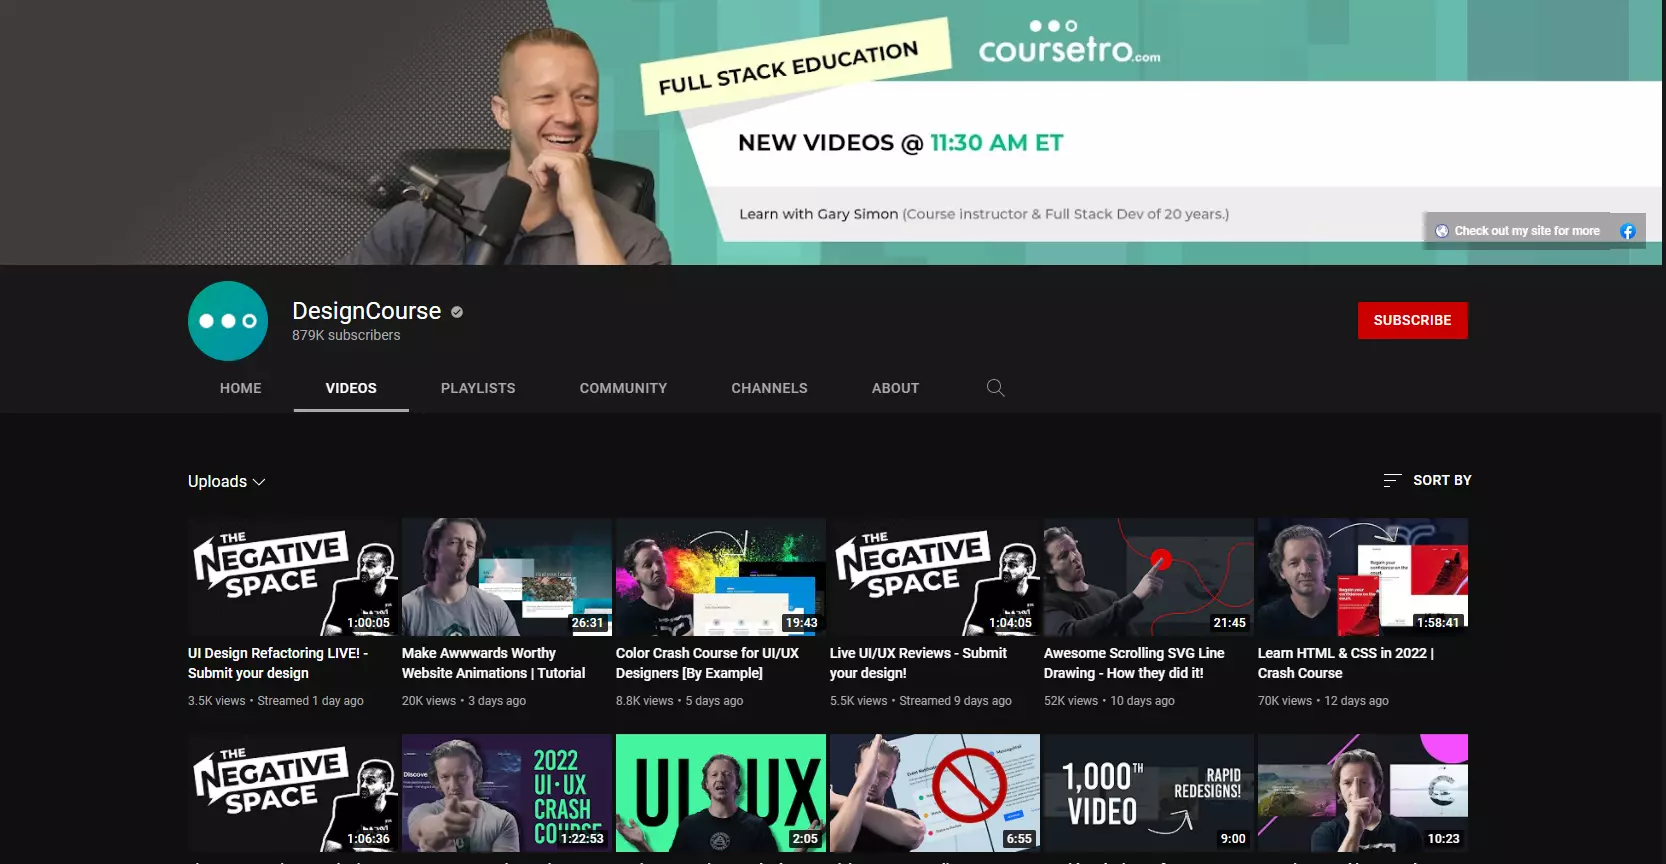 FULL STACK EDUCATION
coursetro.com
NEW VIDEOS @ 11:30 AM ET
Learn with Gary Simon (Course instructor & Full Stack Dev of 20 years.)
Check out my site for more
DesignCourse
879K subscribers
SUBSCRIBE
HOME VIDEOS PLAYLISTS COMMUNITY CHANNELS ABOUT
Uploads
SORT BY
THE
NEGATIVE
SPACE
1:00:05
UI Design Refactoring LIVE! -
Submit your design
3.5K views • Streamed 1 day ago
26:31
Make Awwwards Worthy
Website Animations | Tutorial
20K views • 3 days ago
19:43
Color Crash Course for UI/UX
Designers [By Example]
8.8K views • 5 days ago
THE
NEGATIVE
SPACE
1:04:05
Live UI/UX Reviews - Submit
your design!
5.5K views • Streamed 9 days ago
21:45
Awesome Scrolling SVG Line
Drawing - How they did it!
52K views • 10 days ago
Regain your
confidence on the
court.
1:58:41
Learn HTML & CSS in 2022 |
Crash Course
70K views • 12 days ago
THE
NEGATIVE
SPACE
1:06:36
Discover
2022
UI·UX
CRASH
COURSE
1:22:53
UI UX
2:05
6:55
1,000TH
VIDEO
RAPID
REDESIGNS!
9:00
10:23